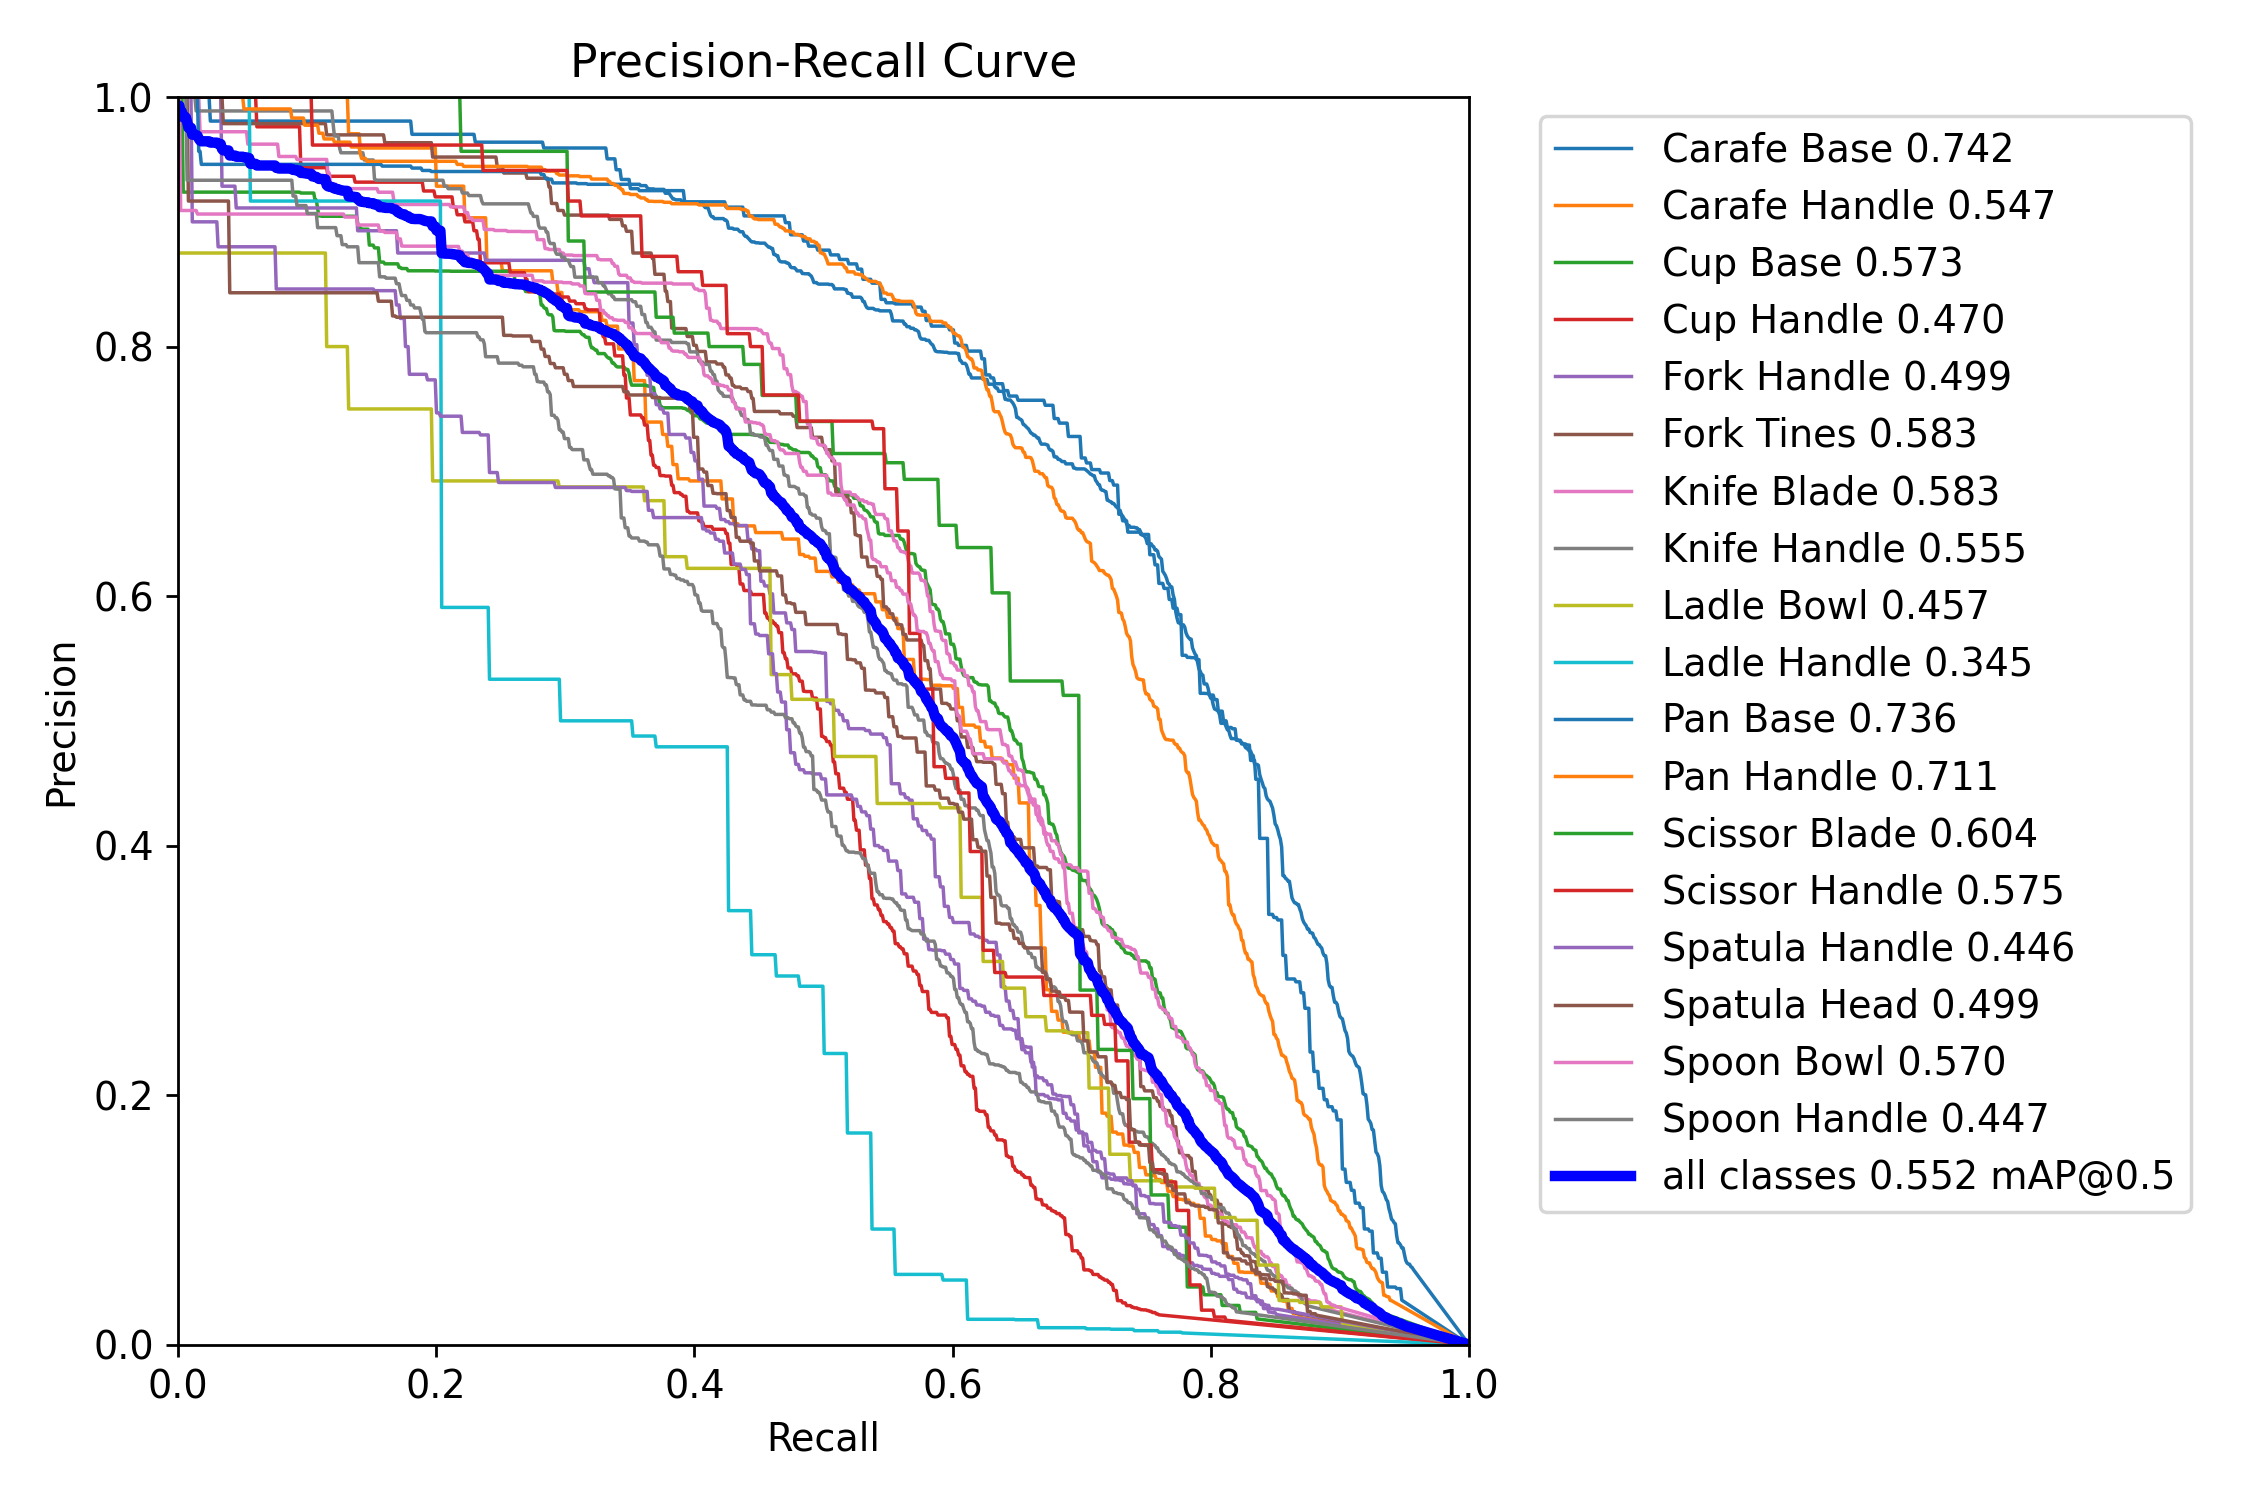 Precision-Recall Curve
1.0
0.8
0.6
0.4
0.2
0.0
Precision
0.0 0.2 0.4 0.6 0.8 1.0
Recall
Carafe Base 0.742
Carafe Handle 0.547
Cup Base 0.573
Cup Handle 0.470
Fork Handle 0.499
Fork Tines 0.583
Knife Blade 0.583
Knife Handle 0.555
Ladle Bowl 0.457
Ladle Handle 0.345
Pan Base 0.736
Pan Handle 0.711
Scissor Blade 0.604
Scissor Handle 0.575
Spatula Handle 0.446
Spatula Head 0.499
Spoon Bowl 0.570
Spoon Handle 0.447
all classes 0.552 mAP@0.5